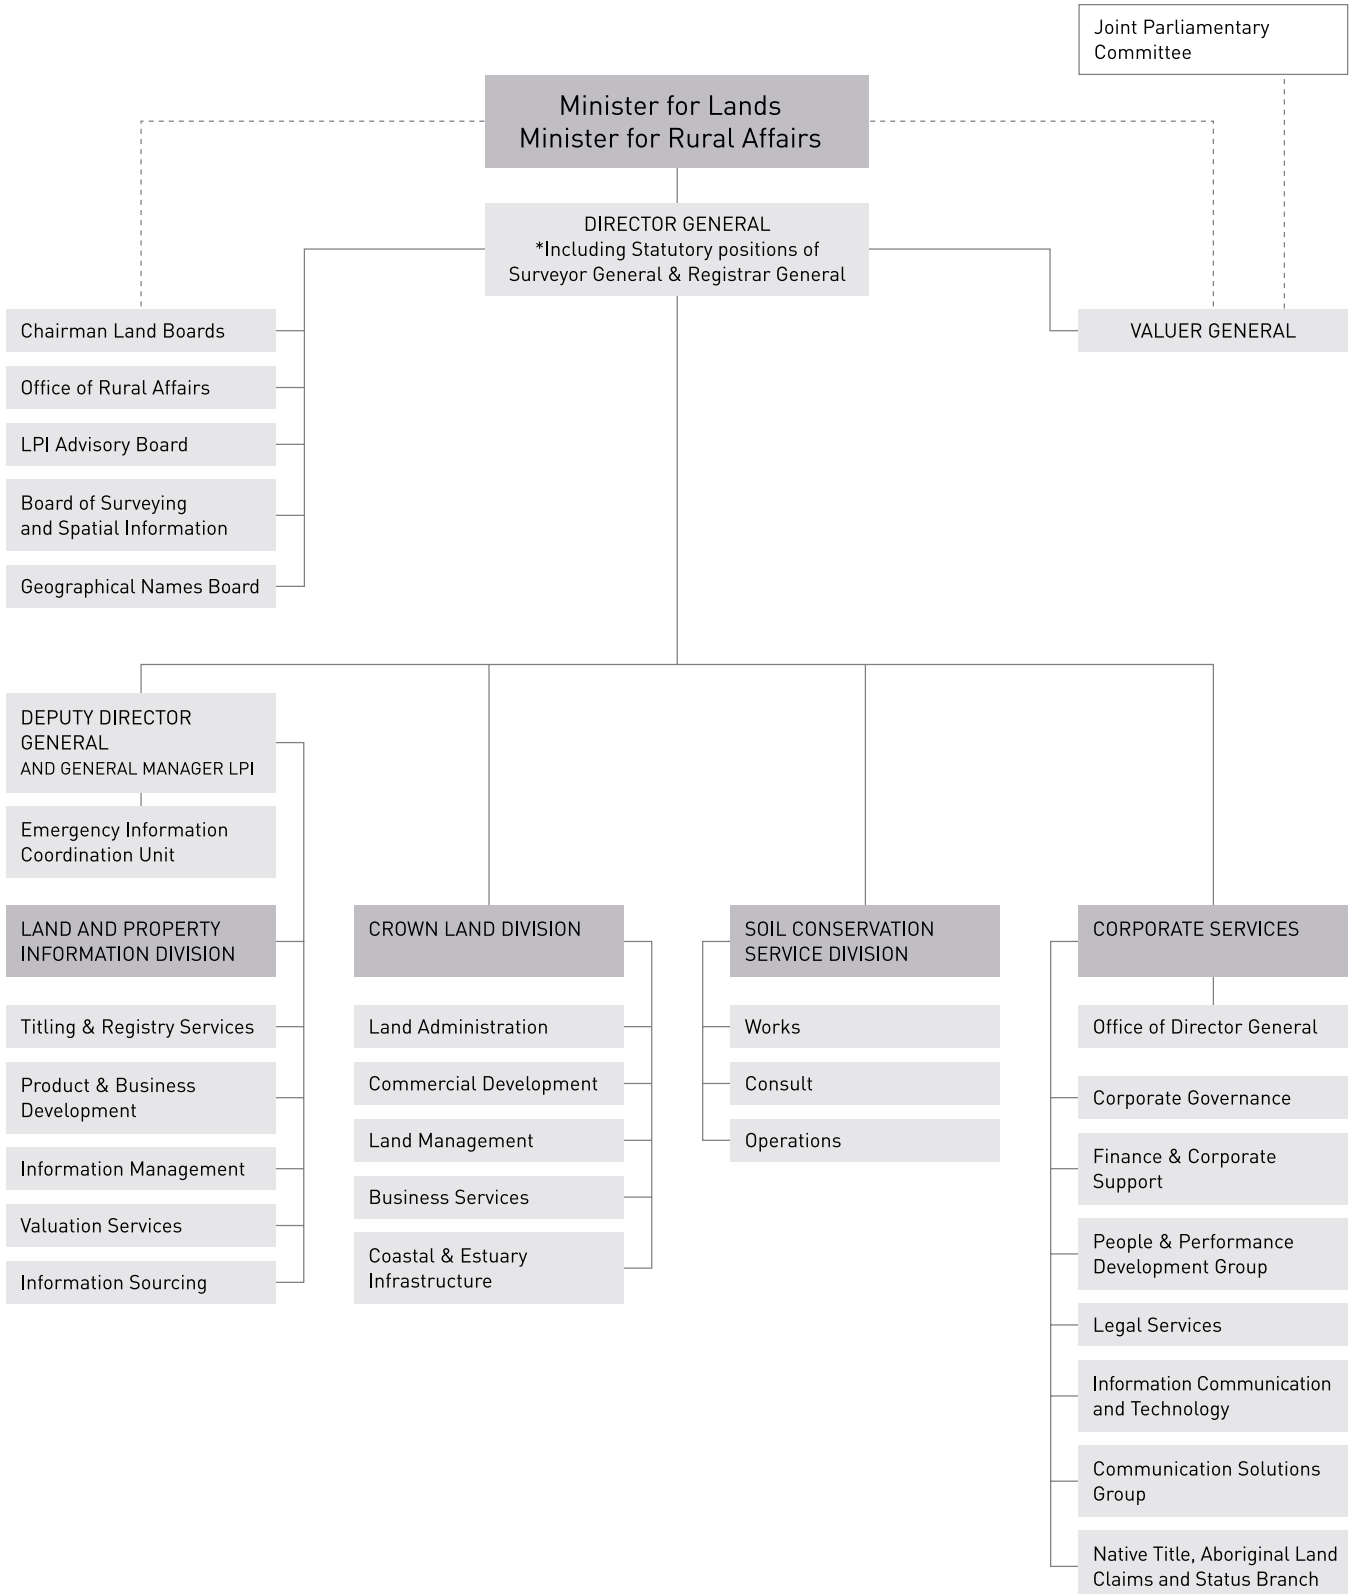 Joint Parliamentary
Committee
Minister for Lands
Minister for Rural Affairs
DIRECTOR GENERAL
*Including Statutory positions of
Surveyor General & Registrar General
Chairman Land Boards
Office of Rural Affairs
LPI Advisory Board
Board of Surveying
and Spatial Information
Geographical Names Board
VALUER GENERAL
DEPUTY DIRECTOR
GENERAL
AND GENERAL MANAGER LPI
Emergency Information
Coordination Unit
LAND AND PROPERTY
INFORMATION DIVISION
Titling & Registry Services
Product & Business
Development
Information Management
Valuation Services
Information Sourcing
CROWN LAND DIVISION
Land Administration
Commercial Development
Land Management
Business Services
Coastal & Estuary
Infrastructure
SOIL CONSERVATION
SERVICE DIVISION
Works
Consult
Operations
CORPORATE SERVICES
Office of Director General
Corporate Governance
Finance & Corporate
Support
People & Performance
Development Group
Legal Services
Information Communication
and Technology
Communication Solutions
Group
Native Title, Aboriginal Land
Claims and Status Branch